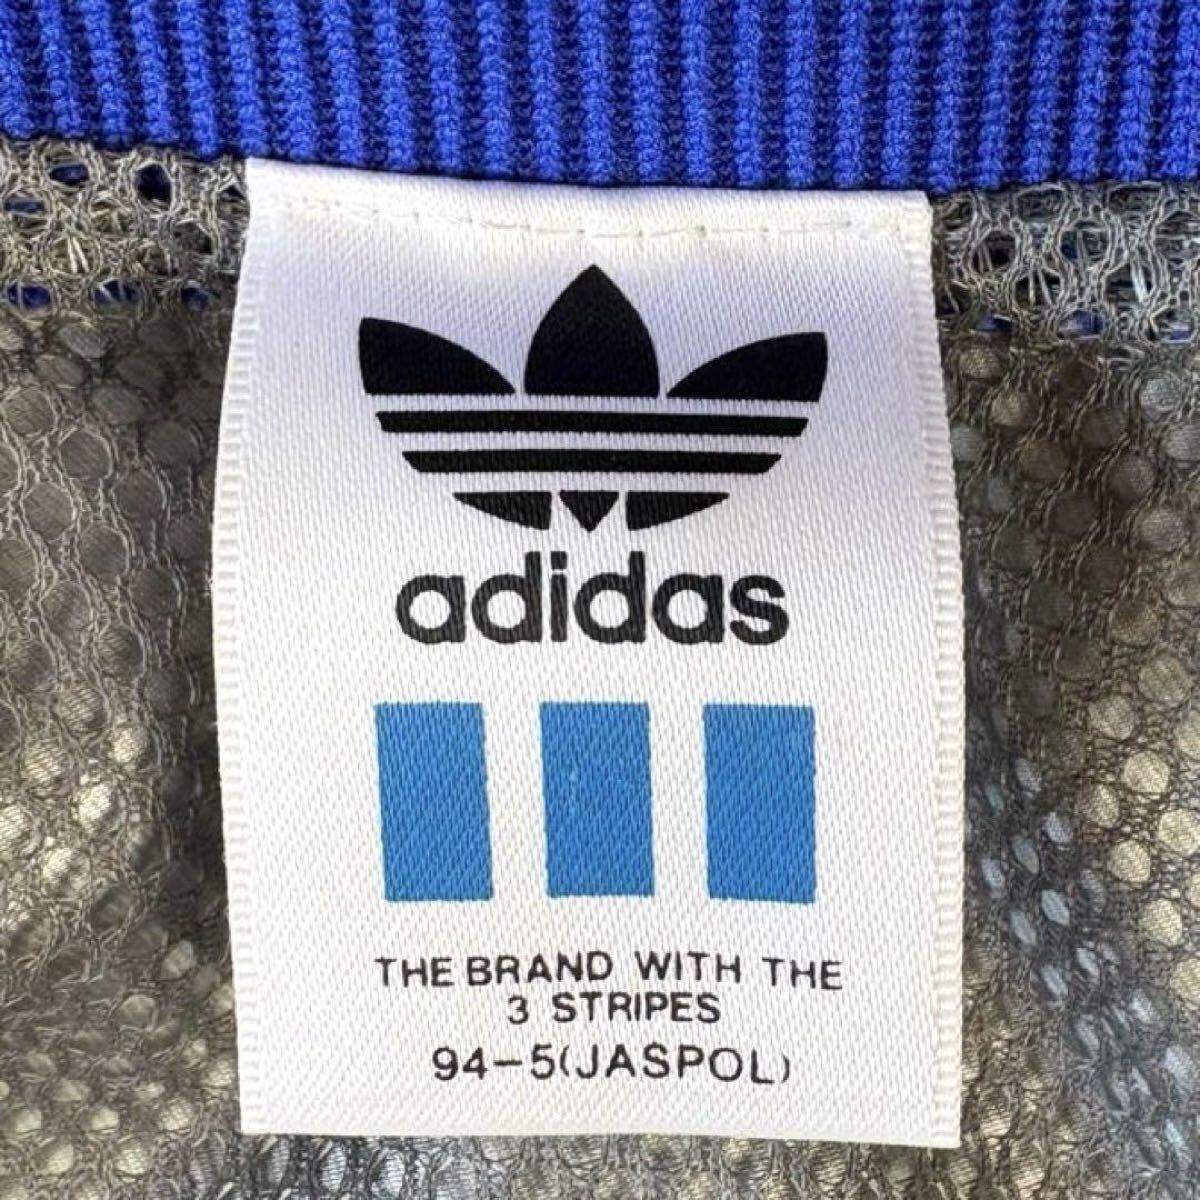 adidas
THE BRAND WITH THE
3 STRIPES
94-5(JASPOL)